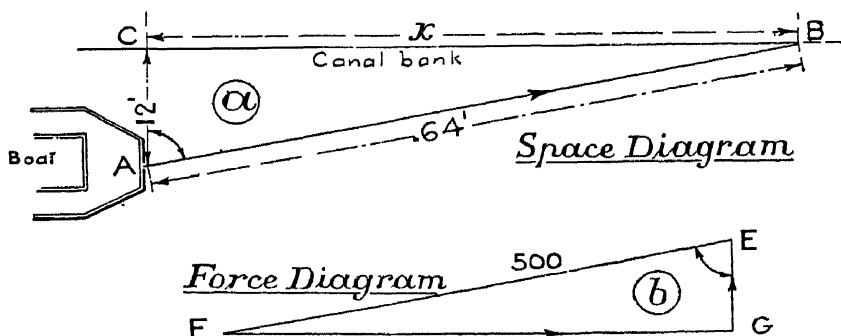 C
x
B
Canal bank
12'
a
64'
Boat
A
Space Diagram
Force Diagram
500
E
b
F
G